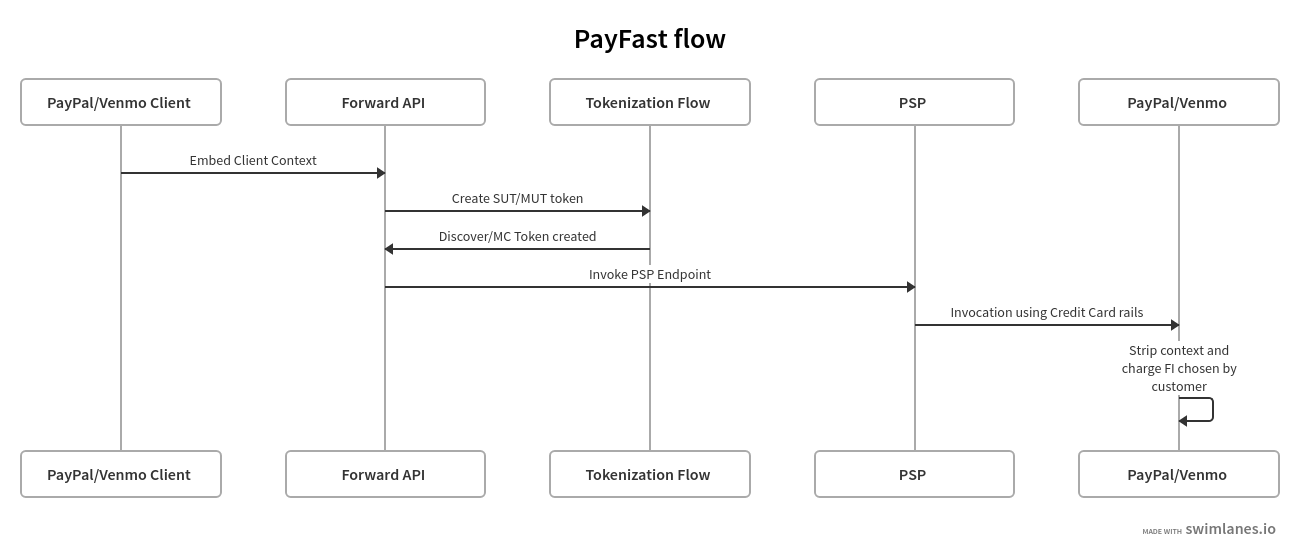 PayFast flow
PayPal/Venmo Client
Forward API
Tokenization Flow
PSP
PayPal/Venmo
Embed Client Context
Create SUT/MUT token
Discover/MC Token created
Invoke PSP Endpoint
Invocation using Credit Card rails
Strip context and
charge FI chosen by
customer
PayPal/Venmo Client
Forward API
Tokenization Flow
PSP
PayPal/Venmo
MADE WITH swimlanes.io